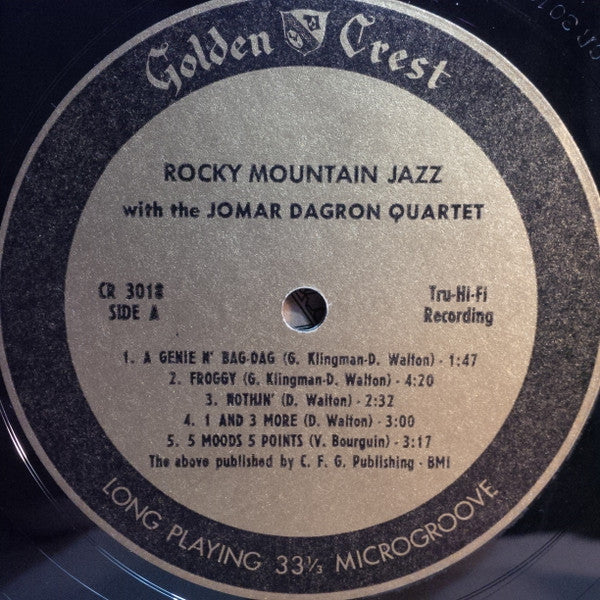 Golden Crest
ROCKY MOUNTAIN JAZZ
with the JOMAR DAGRON QUARTET
CR 3018
SIDE A
Tru-Hi-Fi
Recording
1. A GENIE N' BAG-DAG (G. Klingman-D. Walton) - 1:47
2. FROGGY (G. Klingman-D. Walton) - 4:20
3. NOTHIN' (D. Walton) - 2:32
4. 1 AND 3 MORE (D. Walton) - 3:00
5. 5 MOODS 5 POINTS (V. Bourguin) - 3:17
The above published by C. F. G. Publishing - BMI
LONG PLAYING 33⅓ MICROGROOVE